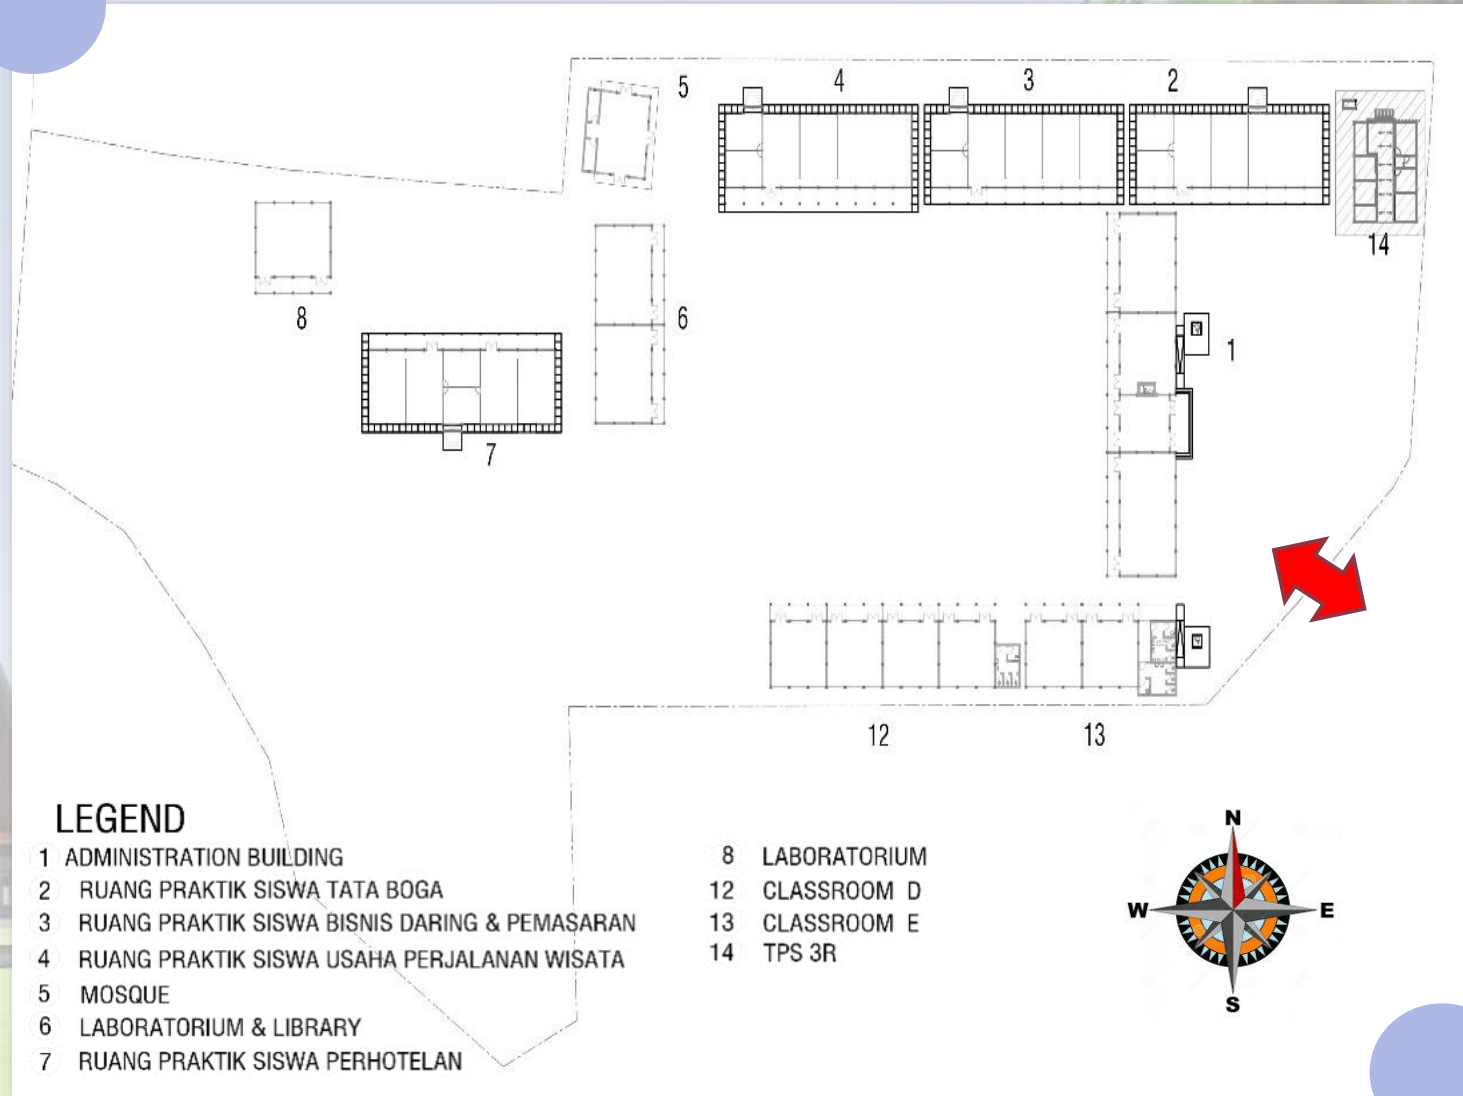 5
4
3
2
14
8
6
1
7
12
13
LEGEND
1 ADMINISTRATION BUILDING
2 RUANG PRAKTIK SISWA TATA BOGA
3 RUANG PRAKTIK SISWA BISNIS DARING & PEMASARAN
4 RUANG PRAKTIK SISWA USAHA PERJALANAN WISATA
5 MOSQUE
6 LABORATORIUM & LIBRARY
7 RUANG PRAKTIK SISWA PERHOTELAN
8 LABORATORIUM
12 CLASSROOM D
13 CLASSROOM E
14 TPS 3R
N
W E
S